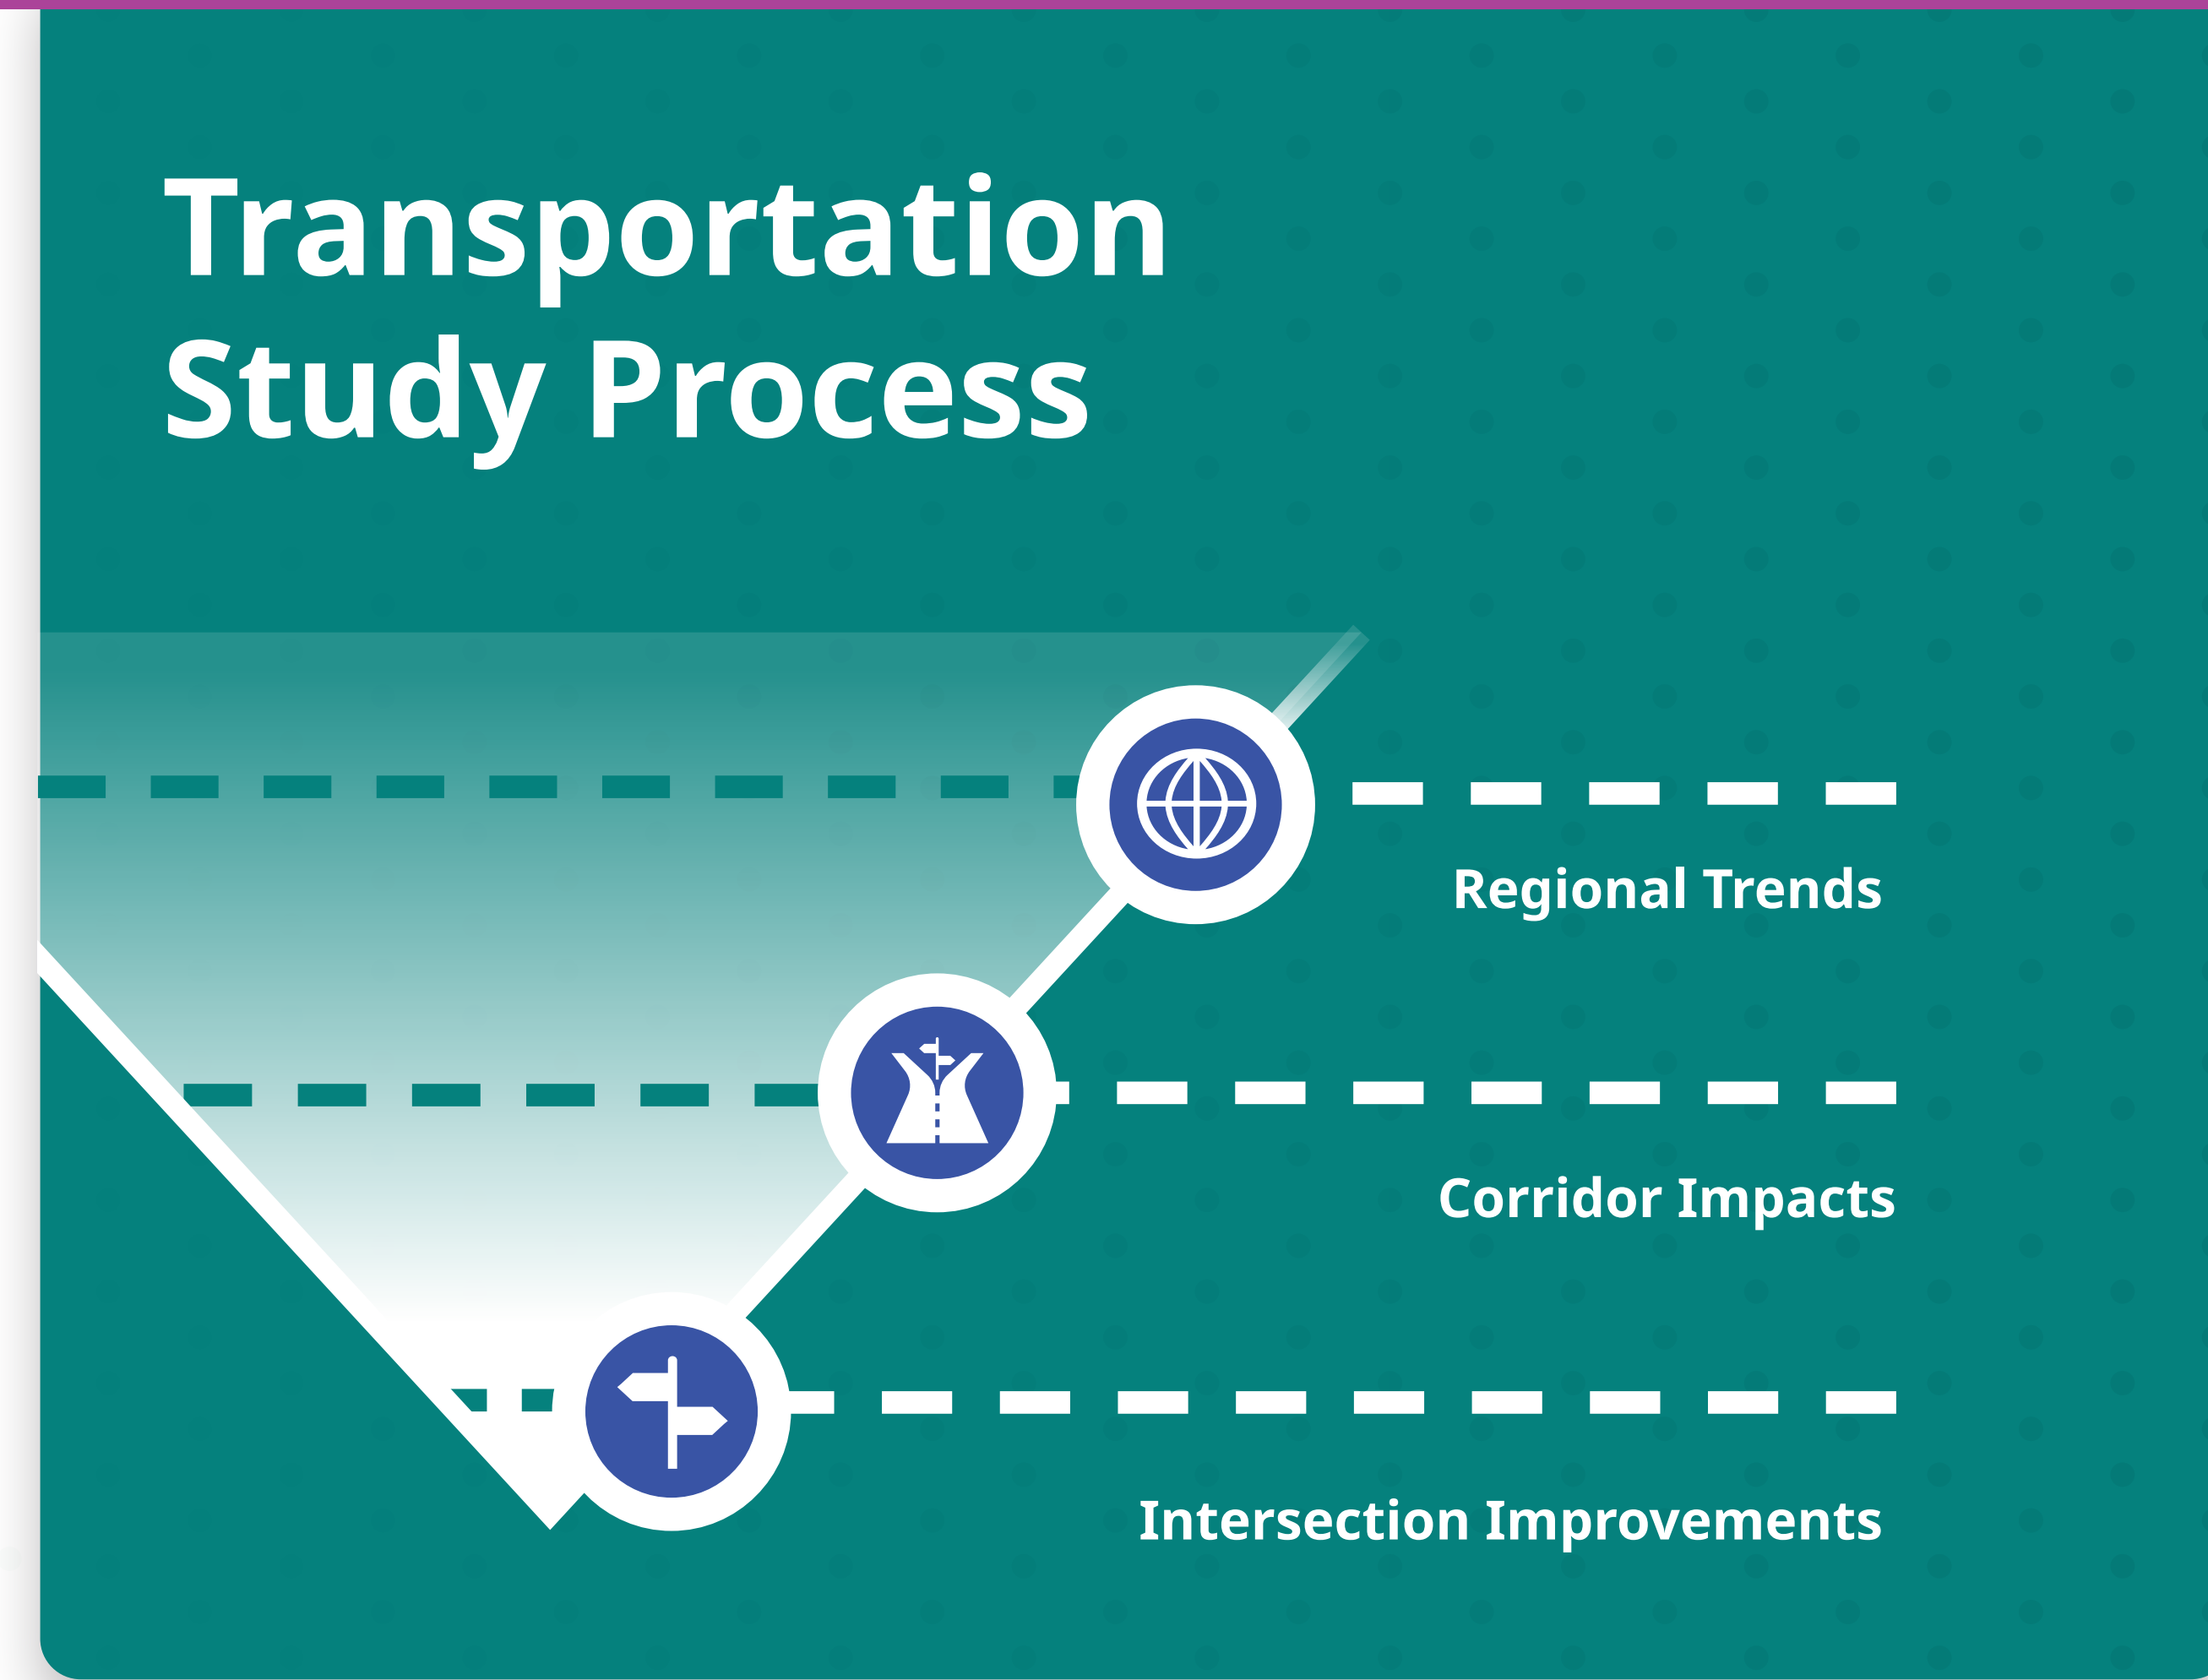 Transportation
Study Process
Regional Trends
Corridor Impacts
Intersection Improvements